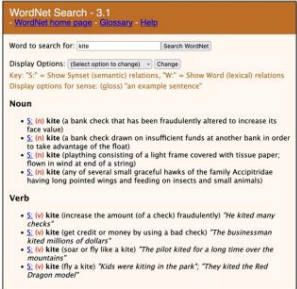 WordNet Search - 3.1
- WordNet home page - Glossary - Help
Word to search for: kite Search WordNet
Display Options: (Select option to change) Change
Key: "S:" = Show Synset (semantic) relations, "W:" = Show Word (lexical) relations
Display options for sense: (gloss) "an example sentence"
Noun
• S: (n) kite (a bank check that has been fraudulently altered to increase its
face value)
• S: (n) kite (a bank check drawn on insufficient funds at another bank in order
to take advantage of the float)
• S: (n) kite (plaything consisting of a light frame covered with tissue paper;
flown in wind at end of a string)
• S: (n) kite (any of several small graceful hawks of the family Accipitridae
having long pointed wings and feeding on insects and small animals)
Verb
• S: (v) kite (increase the amount (of a check) fraudulently) "He kited many
checks"
• S: (v) kite (get credit or money by using a bad check) "The businessman
kited millions of dollars"
• S: (v) kite (soar or fly like a kite) "The pilot kited for a long time over the
mountains"
• S: (v) kite (fly a kite) "Kids were kiting in the park"; "They kited the Red
Dragon model"